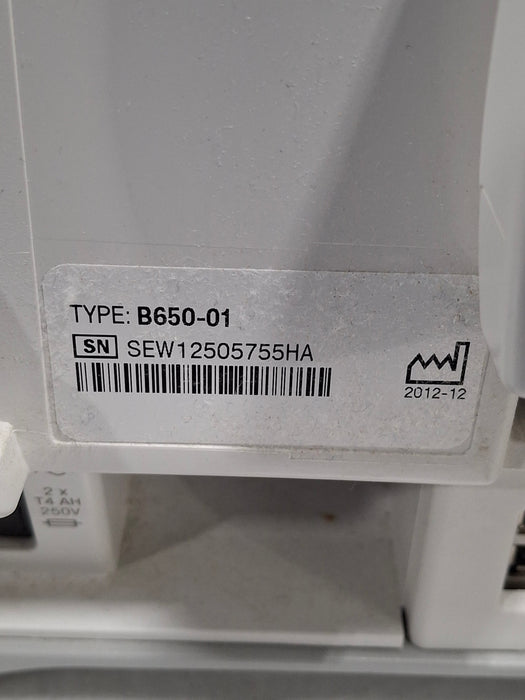 TYPE: B650-01
SN SEW12505755HA
2012-12
2 x
T4 AH
250V